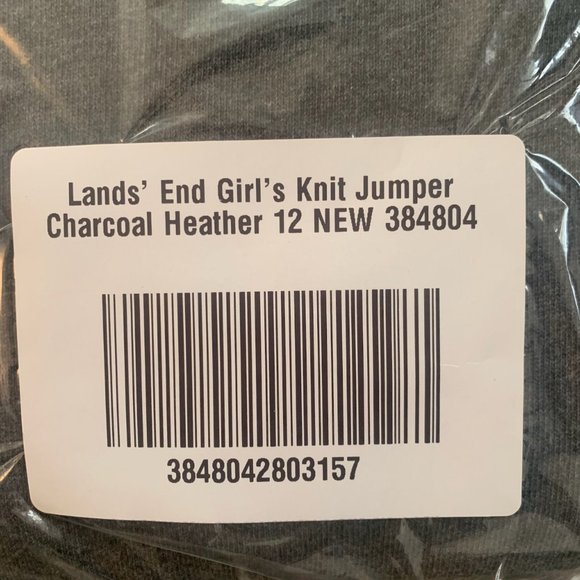 Lands’ End Girl’s Knit Jumper
Charcoal Heather 12 NEW 384804
3848042803157